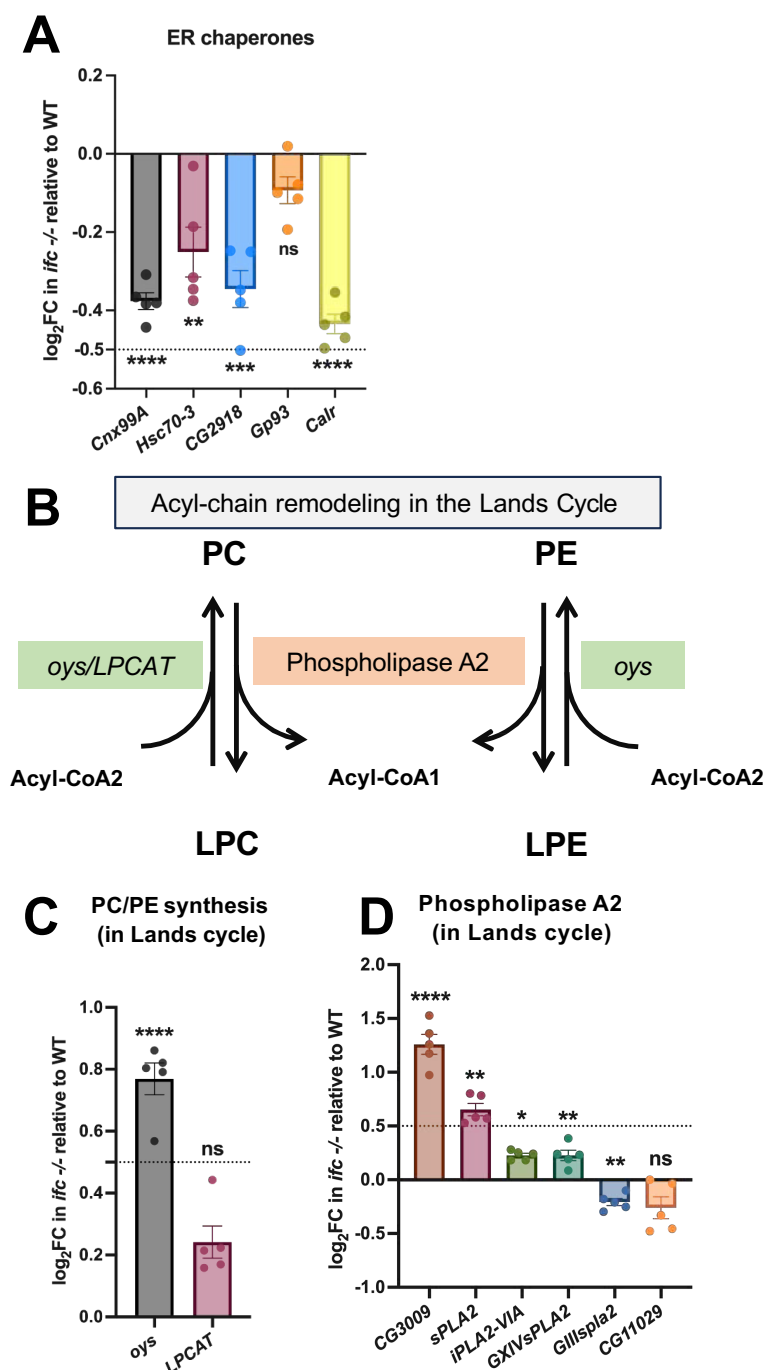 A
ER chaperones
log2FC in ifc -/- relative to WT
0.2
0.0
-0.2
-0.4
-0.5
-0.6
****
**
***
ns
****
Cnx99A
Hsc70-3
CG2918
Gp93
Calr
B
Acyl-chain remodeling in the Lands Cycle
PC
PE
oys/LPCAT
Phospholipase A2
oys
Acyl-CoA2
Acyl-CoA1
Acyl-CoA2
LPC
LPE
C
PC/PE synthesis
(in Lands cycle)
log2FC in ifc -/- relative to WT
1.0
0.8
0.6
0.4
0.2
0.0
****
ns
oys
LPCAT
D
Phospholipase A2
(in Lands cycle)
log2FC in ifc -/- relative to WT
2.0
1.5
1.0
0.5
0.0
-0.5
-1.0
****
**
*
**
**
ns
CG3009
sPLA2
iPLA2-VIA
GXIVsPLA2
GIIIspla2
CG11029